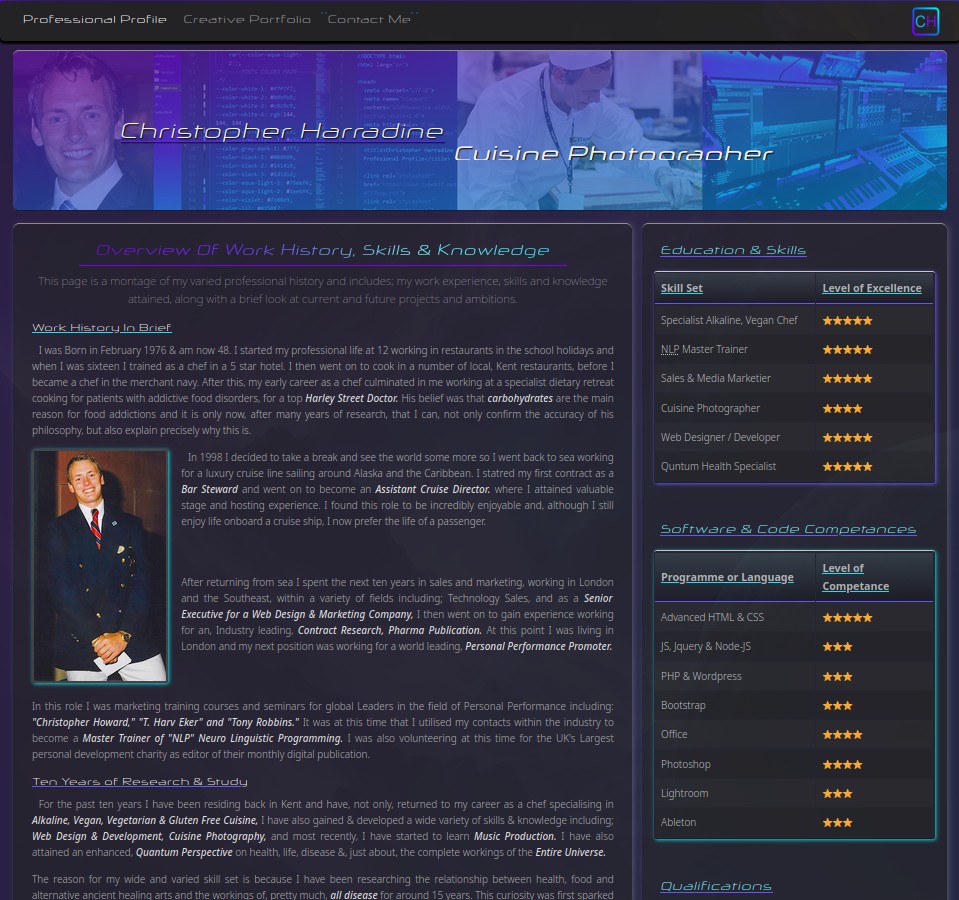 Professional Profile Creative Portfolio Contact Me
CH
Christopher Harradine
Cuisine Photographer
Overview Of Work History, Skills & Knowledge
This page is a montage of my varied professional history and includes; my work experience, skills and knowledge
attained, along with a brief look at current and future projects and ambitions.
Work History In Brief
I was Born in February 1976 & am now 48. I started my professional life at 12 working in restaurants in the school holidays and
when I was sixteen I trained as a chef in a 5 star hotel. I then went on to cook in a number of local, Kent restaurants, before I
became a chef in the merchant navy. After this, my early career as a chef culminated in me working at a specialist dietary retreat
cooking for patients with addictive food disorders, for a top Harley Street Doctor. His belief was that carbohydrates are the main
reason for food addictions and it is only now, after many years of research, that I can, not only confirm the accuracy of his
philosophy, but also explain precisely why this is.
In 1998 I decided to take a break and see the world some more so I went back to sea working
for a luxury cruise line sailing around Alaska and the Caribbean. I statred my first contract as a
Bar Steward and went on to become an Assistant Cruise Director. where I attained valuable
stage and hosting experience. I found this role to be incredibly enjoyable and, although I still
enjoy life onboard a cruise ship, I now prefer the life of a passenger.
After returning from sea I spent the next ten years in sales and marketing, working in London
and the Southeast, within a variety of fields including; Technology Sales, and as a Senior
Executive for a Web Design & Marketing Company, I then went on to gain experience working
for an, Industry leading, Contract Research, Pharma Publication. At this point I was living in
London and my next position was working for a world leading, Personal Performance Promoter.
In this role I was marketing training courses and seminars for global Leaders in the field of Personal Performance including:
"Christopher Howard," "T. Harv Eker" and "Tony Robbins." It was at this time that I utilised my contacts within the industry to
become a Master Trainer of "NLP" Neuro Linguistic Programming. I was also volunteering at this time for the UK's Largest
personal development charity as editor of their monthly digital publication.
Ten Years of Research & Study
For the past ten years I have been residing back in Kent and have, not only, returned to my career as a chef specialising in
Alkaline, Vegan, Vegetarian & Gluten Free Cuisine, I have also gained & developed a wide variety of skills & knowledge including;
Web Design & Development, Cuisine Photography, and most recently, I have started to learn Music Production. I have also
attained an enhanced, Quantum Perspective on health, life, disease &, just about, the complete workings of the Entire Universe.
The reason for my wide and varied skill set is because I have been researching the relationship between health, food and
alternative ancient healing arts and the workings of, pretty much, all disease for around 15 years. This curiosity was first sparked
Education & Skills
Skill Set Level of Excellence
Specialist Alkaline, Vegan Chef ★★★★★
NLP Master Trainer ★★★★★
Sales & Media Marketier ★★★★★
Cuisine Photographer ★★★★
Web Designer / Developer ★★★★★
Quntum Health Specialist ★★★★★
Software & Code Competances
Programme or Language Level of
Competance
Advanced HTML & CSS ★★★★★
JS, Jquery & Node-JS ★★★
PHP & Wordpress ★★★
Bootstrap ★★★
Office ★★★★
Photoshop ★★★★
Lightroom ★★★
Ableton ★★★
Qualifications